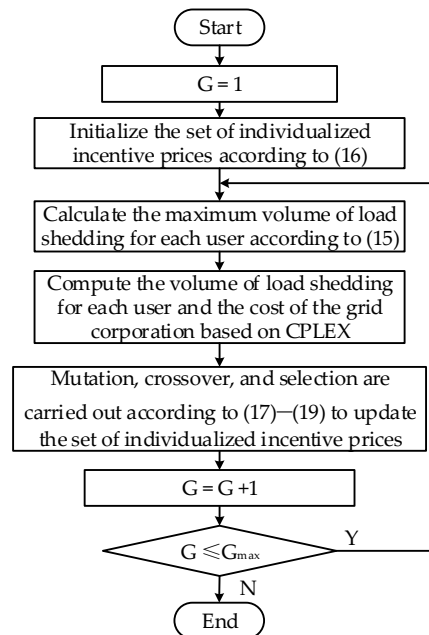 Start
G = 1
Initialize the set of individualized
incentive prices according to (16)
Calculate the maximum volume of load
shedding for each user according to (15)
Compute the volume of load shedding
for each user and the cost of the grid
corporation based on CPLEX
Mutation, crossover, and selection are
carried out according to (17)—(19) to update
the set of individualized incentive prices
G = G +1
G ≤Gmax
Y
N
End